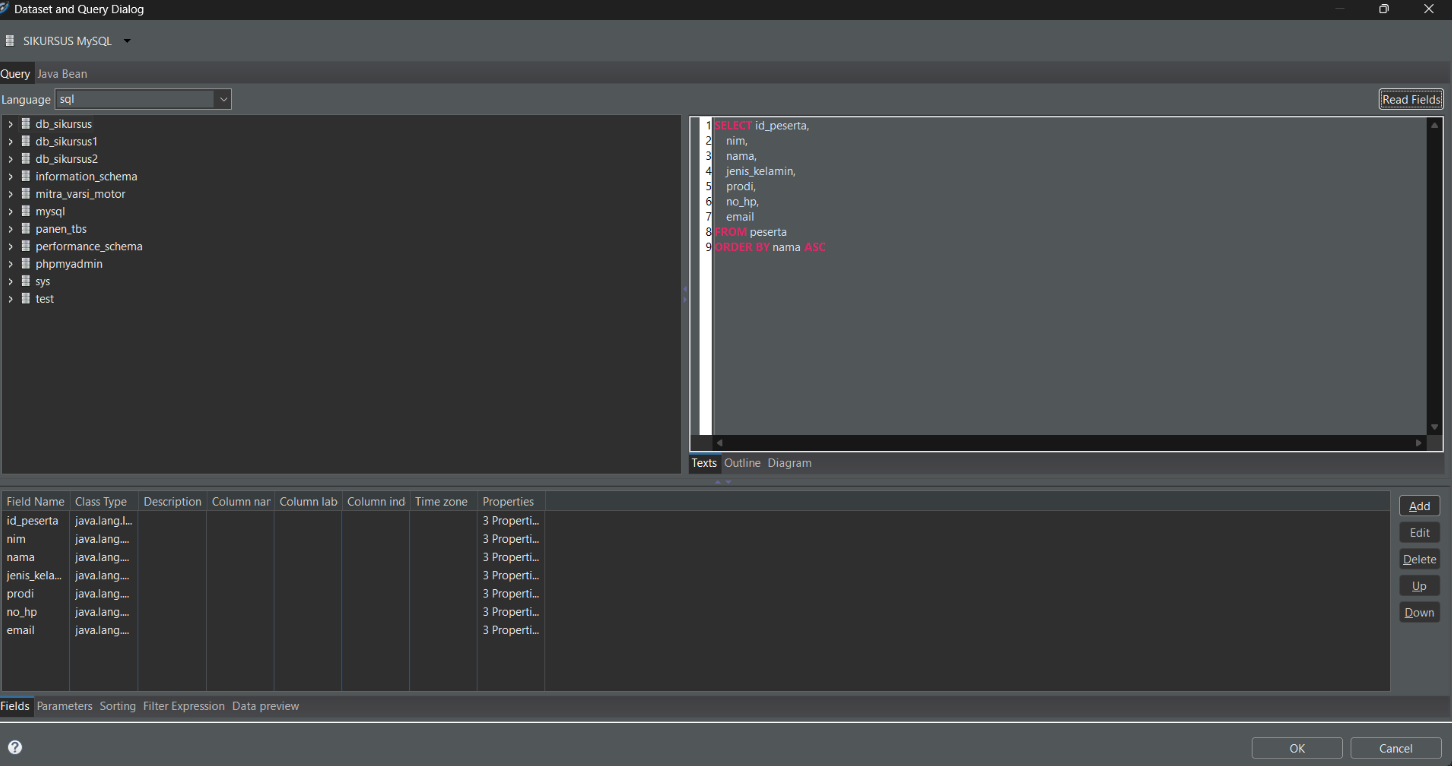 Dataset and Query Dialog
SIKURSUS MySQL
Query Java Bean
Language sql Read Fields
db_sikursus
db_sikursus1
db_sikursus2
information_schema
mitra_varsi_motor
mysql
panen_tbs
performance_schema
phpmyadmin
sys
test
1 SELECT id_peserta,
2 nim,
3 nama,
4 jenis_kelamin,
5 prodi,
6 no_hp,
7 email
8 FROM peserta
9 ORDER BY nama ASC
Texts Outline Diagram
Field Name Class Type Description Column nar Column lab Column ind Time zone Properties
id_peserta java.lang.l... 3 Properti...
nim java.lang.... 3 Properti...
nama java.lang.... 3 Properti...
jenis_kela... java.lang.... 3 Properti...
prodi java.lang.... 3 Properti...
no_hp java.lang.... 3 Properti...
email java.lang.... 3 Properti...
Add
Edit
Delete
Up
Down
Fields Parameters Sorting Filter Expression Data preview
? OK Cancel